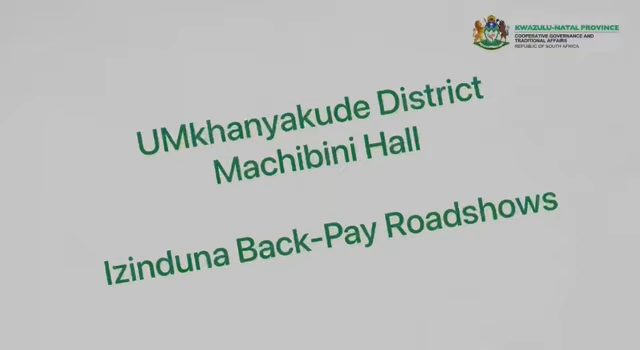 KWAZULU-NATAL PROVINCE
COOPERATIVE GOVERNANCE AND
TRADITIONAL AFFAIRS
REPUBLIC OF SOUTH AFRICA
UMkhanyakude District
Machibini Hall
Izinduna Back-Pay Roadshows